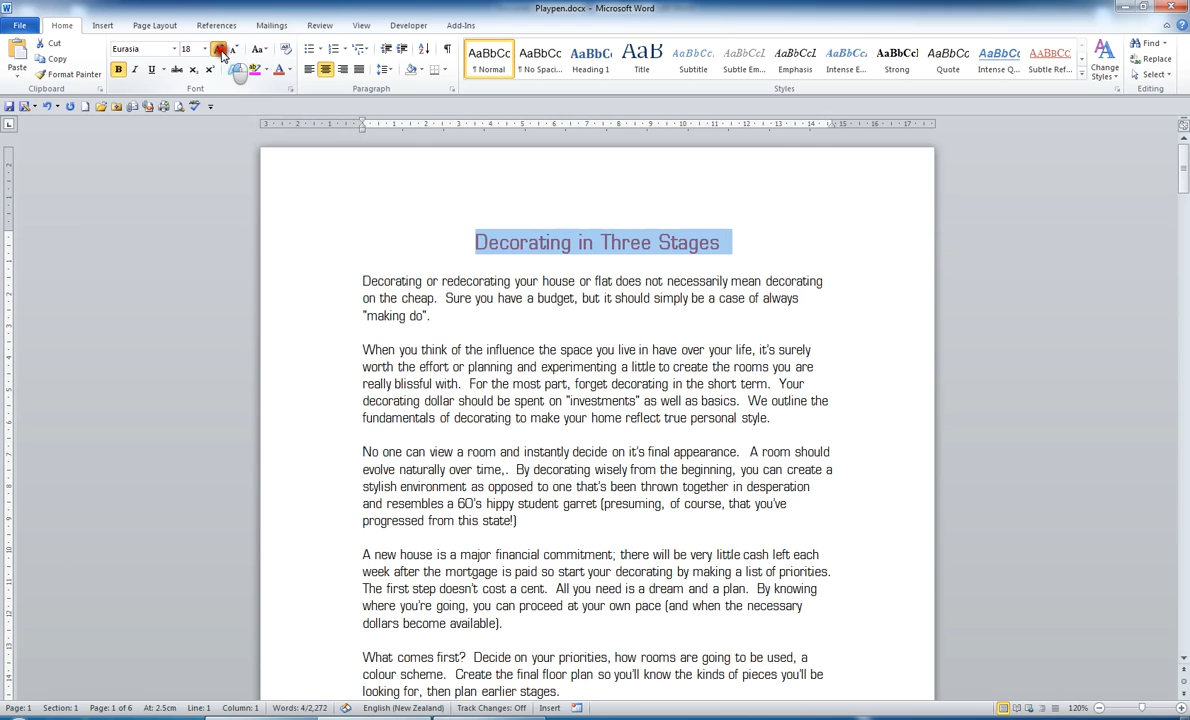 Playpen.docx - Microsoft Word
File Home Insert Page Layout References Mailings Review View Developer Add-Ins
Paste Cut Copy Format Painter
Clipboard
Eurasia 18
Font
Paragraph
AaBbCc AaBbCc AaBbC AaB AaBbCc AaBbCc AaBbCc AaBbCc AaBbCc AaBbCc AaBbCc AaBbCc
¶ Normal ¶ No Spaci... Heading 1 Title Subtitle Subtle Em... Emphasis Intense E... Strong Quote Intense Q... Subtle Ref...
Change Styles
Styles
Find
Replace
Select
Editing
Decorating in Three Stages
Decorating or redecorating your house or flat does not necessarily mean decorating
on the cheap. Sure you have a budget, but it should simply be a case of always
"making do".
When you think of the influence the space you live in have over your life, it's surely
worth the effort or planning and experimenting a little to create the rooms you are
really blissful with. For the most part, forget decorating in the short term. Your
decorating dollar should be spent on "investments" as well as basics. We outline the
fundamentals of decorating to make your home reflect true personal style.
No one can view a room and instantly decide on it's final appearance. A room should
evolve naturally over time,. By decorating wisely from the beginning, you can create a
stylish environment as opposed to one that's been thrown together in desperation
and resembles a 60's hippy student garret (presuming, of course, that you've
progressed from this state!)
A new house is a major financial commitment; there will be very little cash left each
week after the mortgage is paid so start your decorating by making a list of priorities.
The first step doesn't cost a cent. All you need is a dream and a plan. By knowing
where you're going, you can proceed at your own pace (and when the necessary
dollars become available).
What comes first? Decide on your priorities, how rooms are going to be used, a
colour scheme. Create the final floor plan so you'll know the kinds of pieces you'll be
looking for, then plan earlier stages.
Page: 1 Section: 1 Page: 1 of 6 At: 2.5cm Line: 1 Column: 1 Words: 4/2,272 English (New Zealand) Track Changes: Off Insert 120%